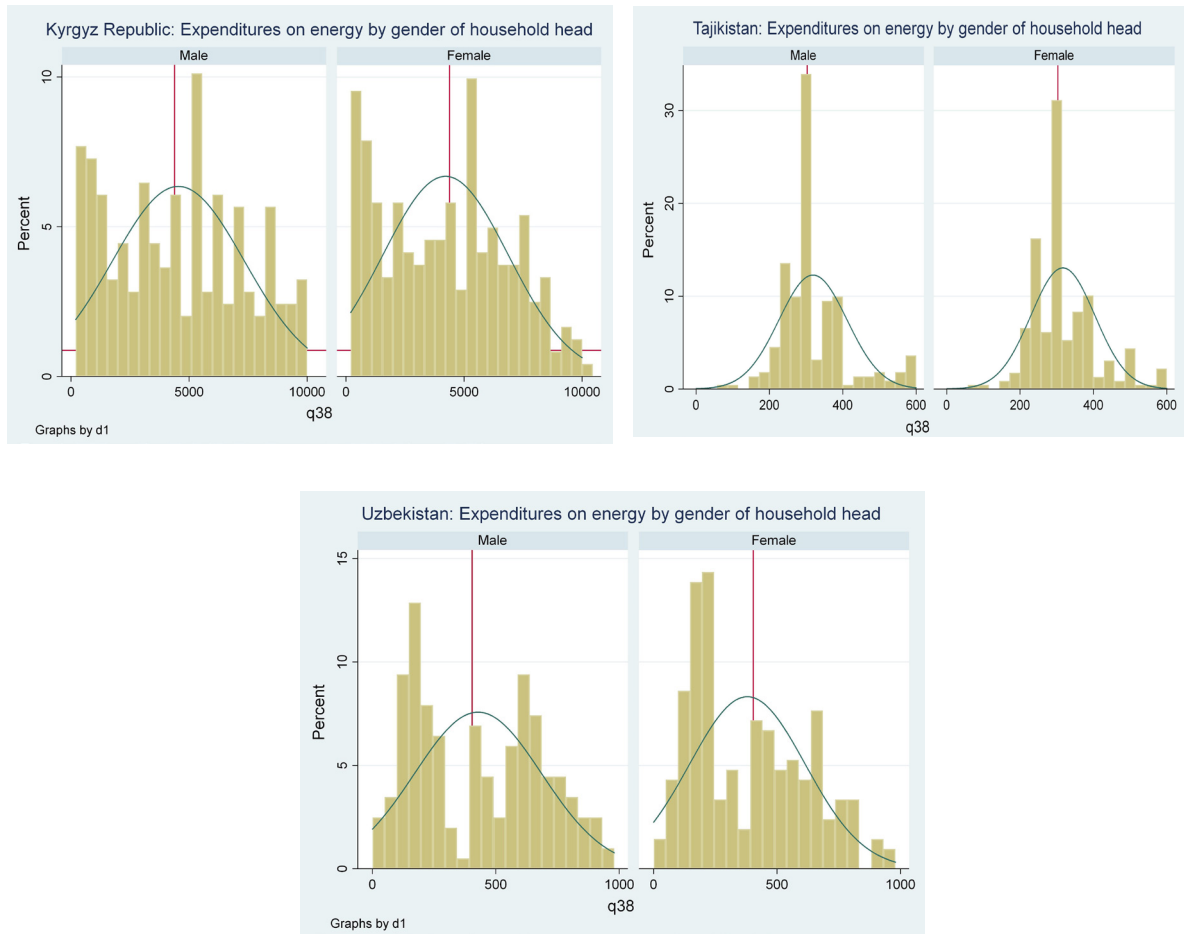 Kyrgyz Republic: Expenditures on energy by gender of household head
Male
Female
10
5
0
Percent
0
5000
10000
0
5000
10000
q38
Graphs by d1
Tajikistan: Expenditures on energy by gender of household head
Male
Female
30
20
10
0
Percent
0
200
400
600
0
200
400
600
q38
Uzbekistan: Expenditures on energy by gender of household head
Male
Female
15
10
5
0
Percent
0
500
1000
0
500
1000
q38
Graphs by d1